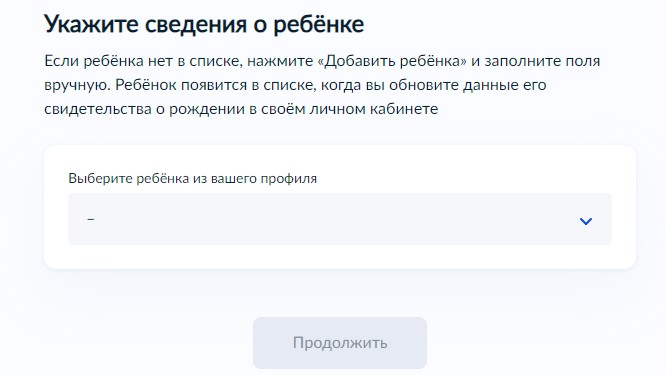 Укажите сведения о ребёнке
Если ребёнка нет в списке, нажмите «Добавить ребёнка» и заполните поля
вручную. Ребёнок появится в списке, когда вы обновите данные его
свидетельства о рождении в своём личном кабинете
Выберите ребёнка из вашего профиля
–
Продолжить